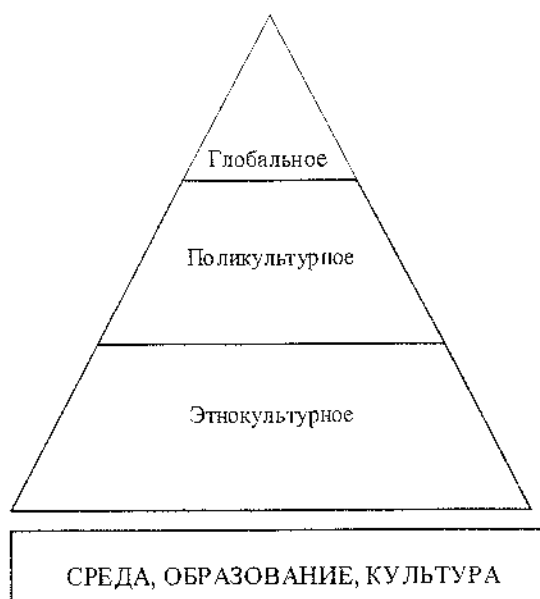 Глобальное
Поликультурное
Этнокультурное
СРЕДА, ОБРАЗОВАНИЕ, КУЛЬТУРА